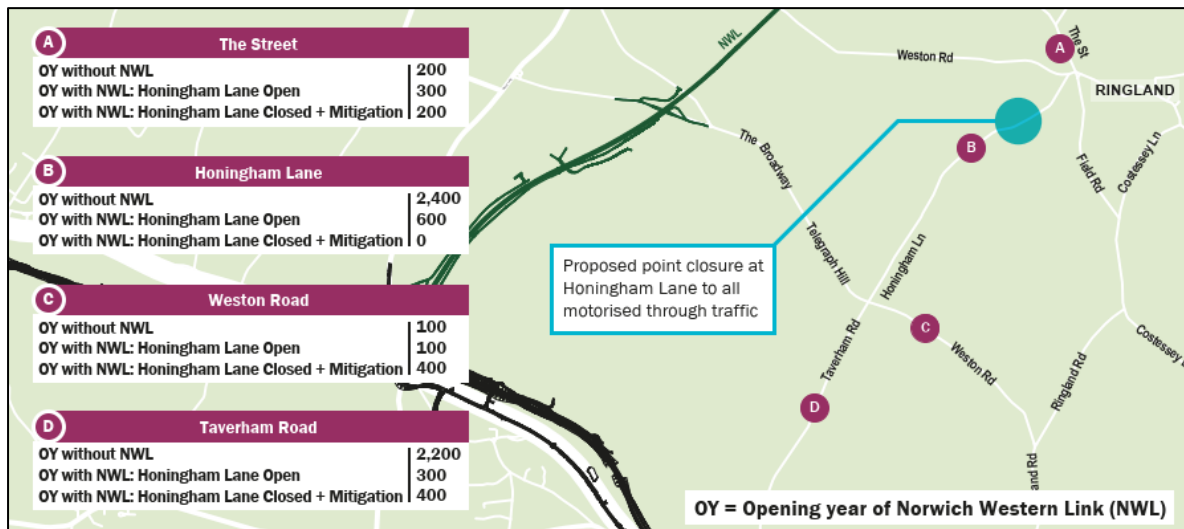 A
The Street
OY without NWL 200
OY with NWL: Honingham Lane Open 300
OY with NWL: Honingham Lane Closed + Mitigation 200
B
Honingham Lane
OY without NWL 2,400
OY with NWL: Honingham Lane Open 600
OY with NWL: Honingham Lane Closed + Mitigation 0
C
Weston Road
OY without NWL 100
OY with NWL: Honingham Lane Open 100
OY with NWL: Honingham Lane Closed + Mitigation 400
D
Taverham Road
OY without NWL 2,200
OY with NWL: Honingham Lane Open 300
OY with NWL: Honingham Lane Closed + Mitigation 400
NWL
Weston Rd
A
The St
RINGLAND
B
The Broadway
Field Rd
Costessey Ln
Telegraph Hill
Honingham Ln
Proposed point closure at
Honingham Lane to all
motorised through traffic
C
Weston Rd
Taverham Rd
Ringland Rd
Costessey
D
and Rd
OY = Opening year of Norwich Western Link (NWL)